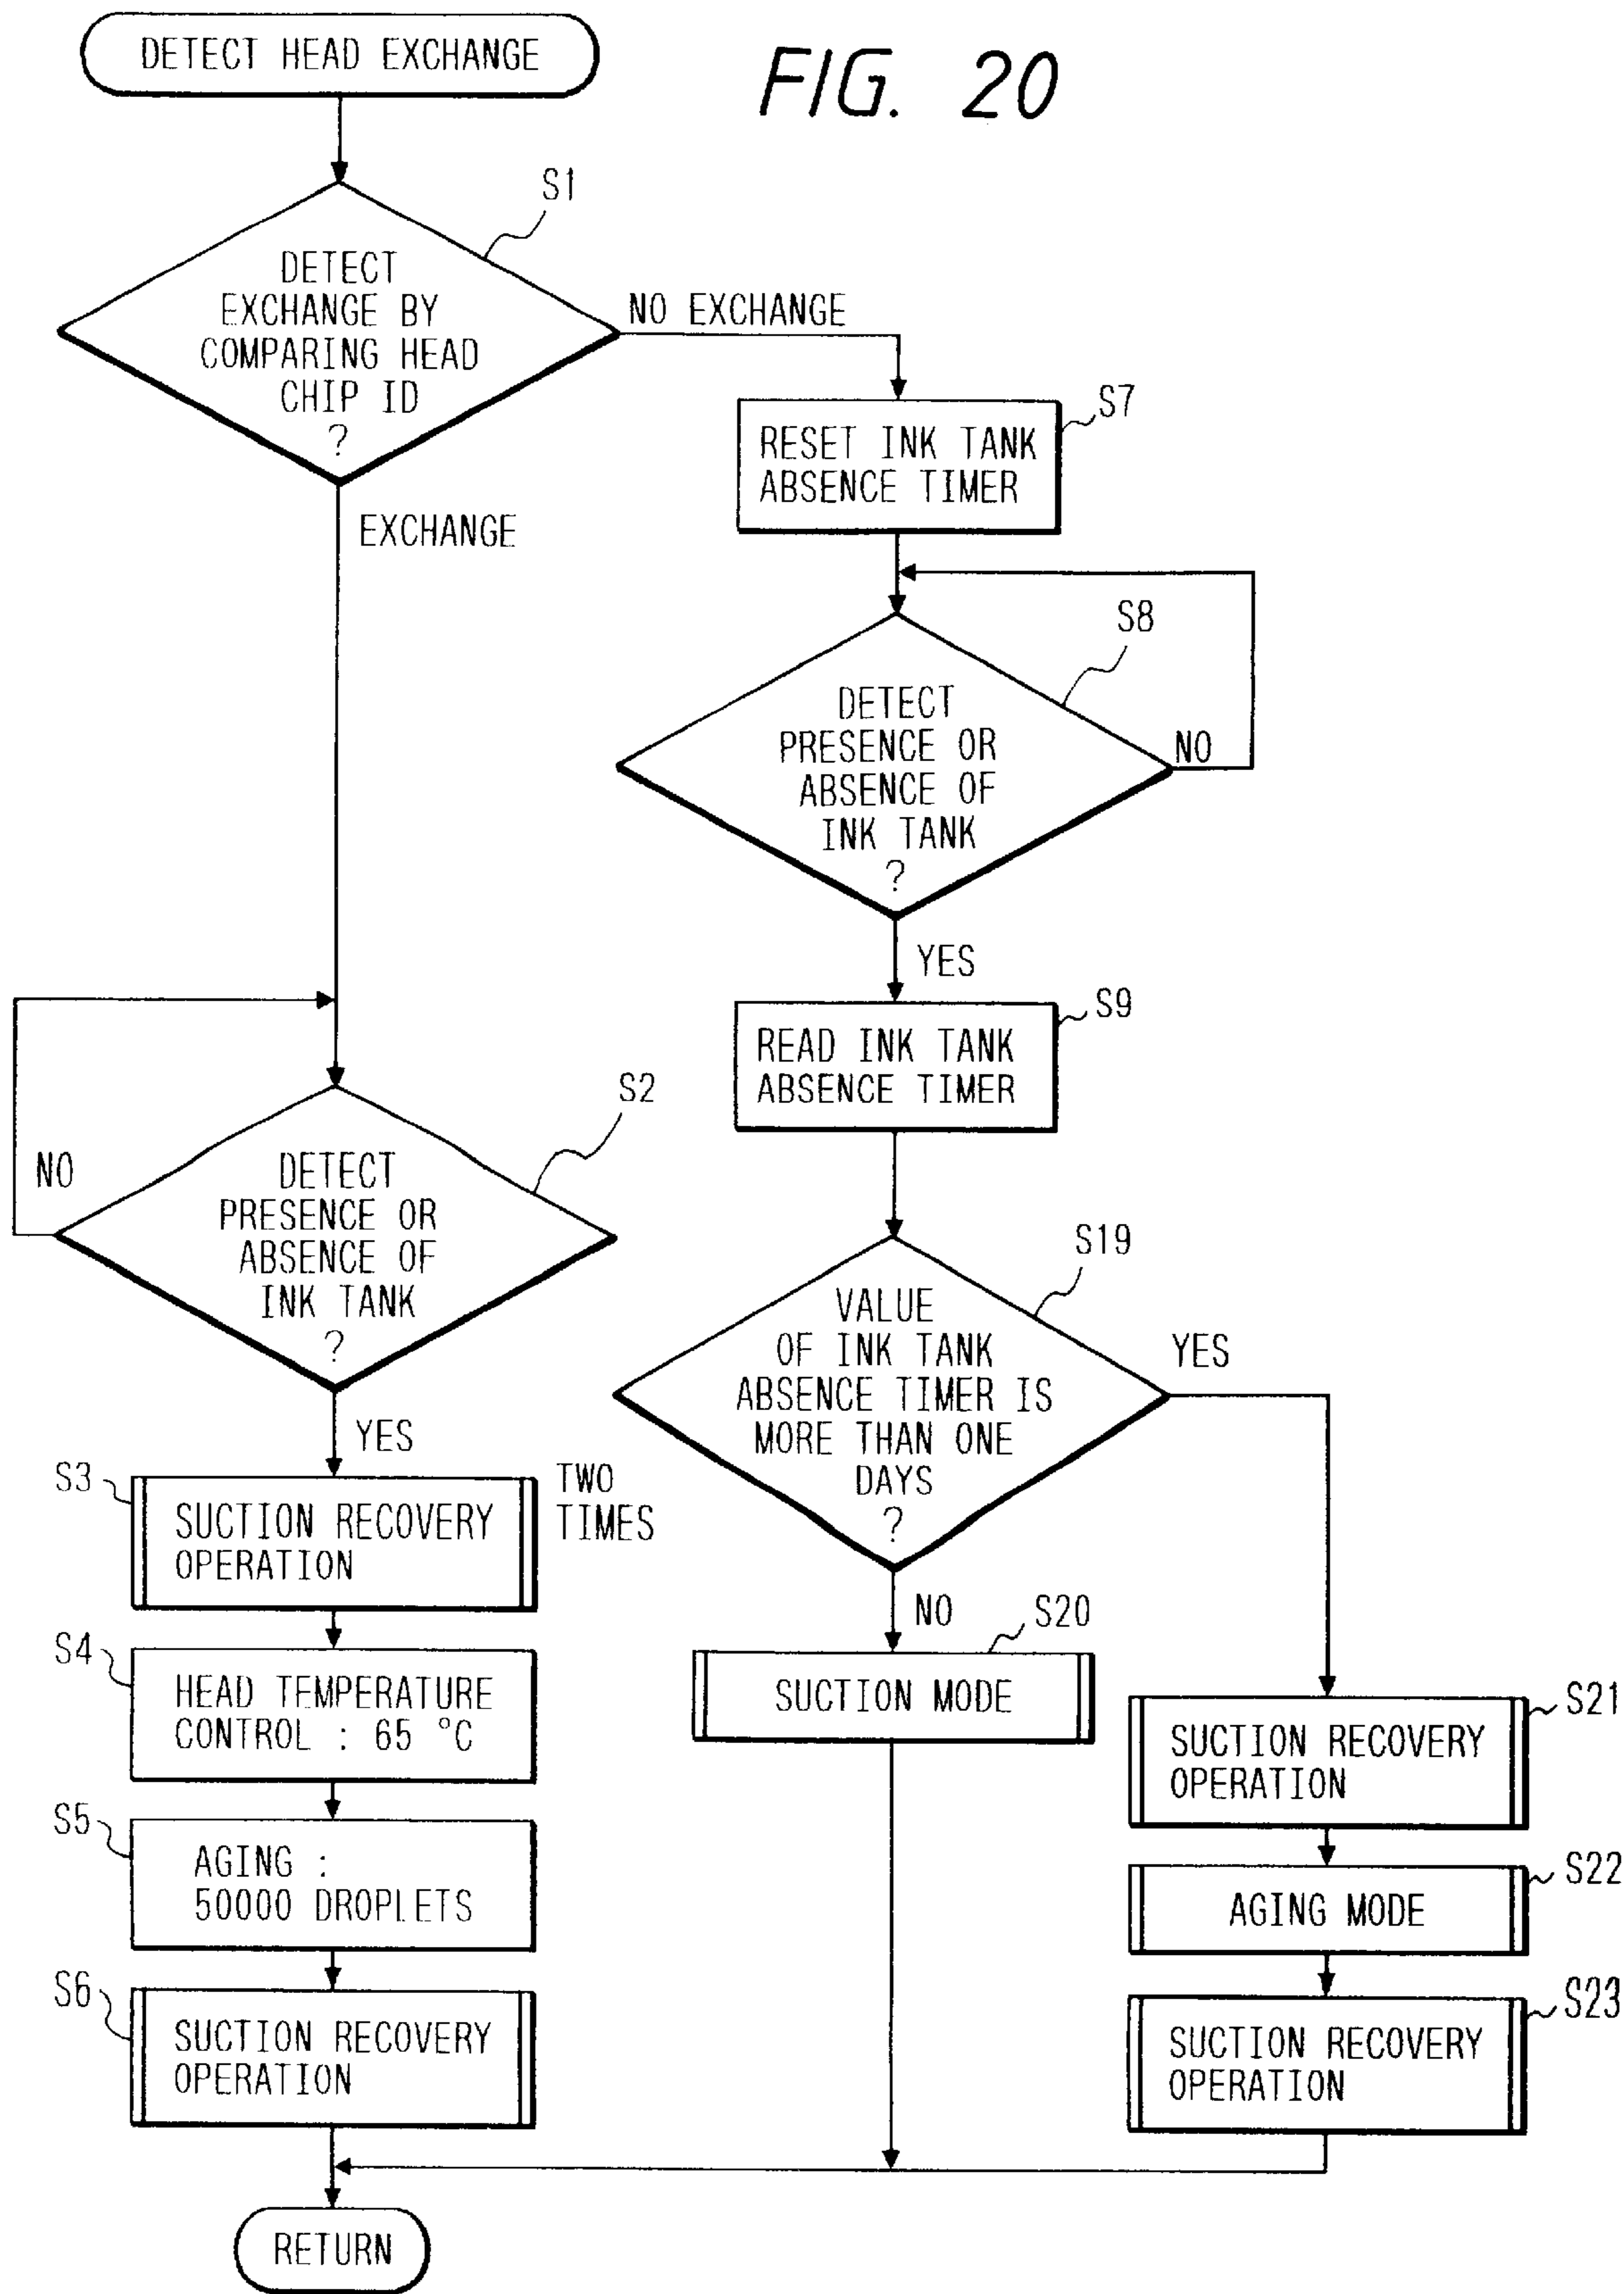 DETECT HEAD EXCHANGE
FIG. 20
S1
DETECT
EXCHANGE BY
COMPARING HEAD
CHIP ID
?
NO EXCHANGE
EXCHANGE
S7
RESET INK TANK
ABSENCE TIMER
S8
DETECT
PRESENCE OR
ABSENCE OF
INK TANK
?
NO
YES
S9
READ INK TANK
ABSENCE TIMER
S2
DETECT
PRESENCE OR
ABSENCE OF
INK TANK
?
NO
YES
S19
VALUE
OF INK TANK
ABSENCE TIMER IS
MORE THAN ONE
DAYS
?
YES
NO
S3
SUCTION RECOVERY
OPERATION
TWO
TIMES
S4
HEAD TEMPERATURE
CONTROL : 65 °C
S5
AGING :
50000 DROPLETS
S6
SUCTION RECOVERY
OPERATION
S20
SUCTION MODE
S21
SUCTION RECOVERY
OPERATION
S22
AGING MODE
S23
SUCTION RECOVERY
OPERATION
RETURN